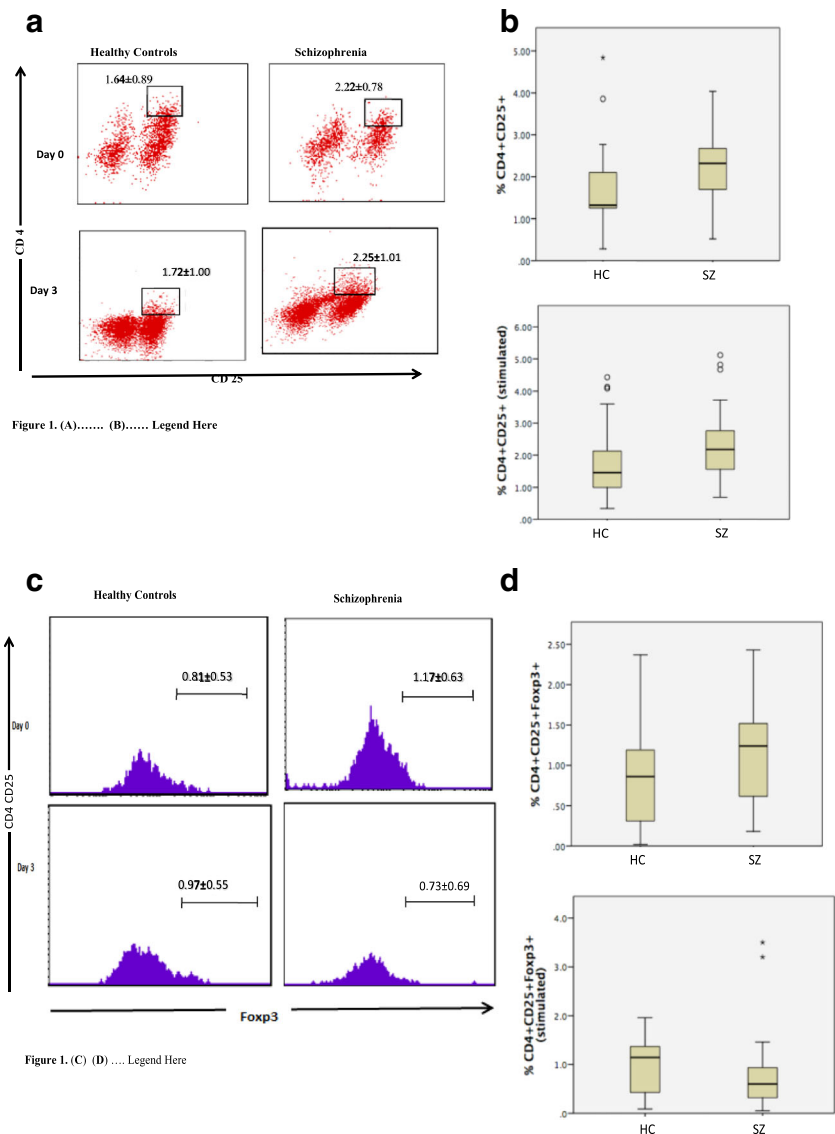 a
Healthy Controls
Schizophrenia
1.64±0.89
2.22±0.78
Day 0
CD 4
1.72±1.00
2.25±1.01
Day 3
CD 25
Figure 1. (A)……. (B)…… Legend Here
b
% CD4+CD25+
5.00
4.00
3.00
2.00
1.00
.00
*
HC
SZ
% CD4+CD25+ (stimulated)
6.00
5.00
4.00
3.00
2.00
1.00
.00
HC
SZ
c
Healthy Controls
Schizophrenia
0.81±0.53
1.17±0.63
Day 0
CD4 CD25
Day 3
0.97±0.55
0.73±0.69
Foxp3
Figure 1. (C) (D) …. Legend Here
d
% CD4+CD25+Foxp3+
2.50
2.00
1.50
1.00
.50
.00
HC
SZ
% CD4+CD25+Foxp3+
(stimulated)
4.0
3.0
2.0
1.0
.0
*
*
HC
SZ